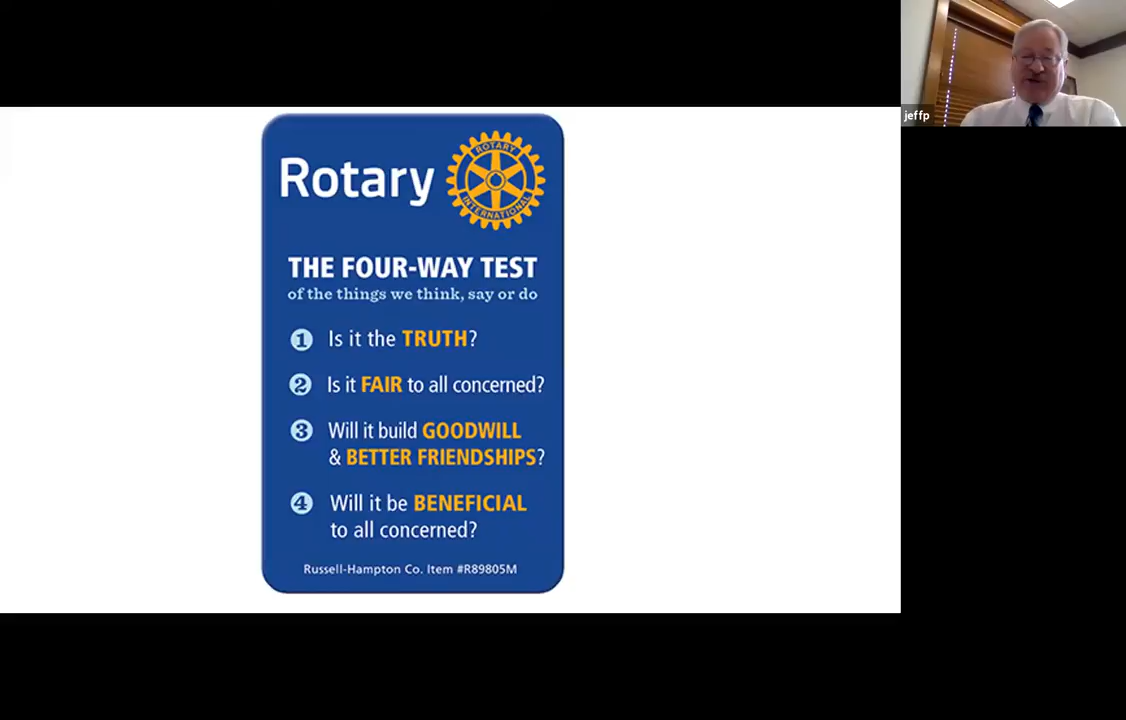 jeffp
Rotary
ROTARY
INTERNATIONAL
THE FOUR-WAY TEST
of the things we think, say or do
1 Is it the TRUTH?
2 Is it FAIR to all concerned?
3 Will it build GOODWILL
& BETTER FRIENDSHIPS?
4 Will it be BENEFICIAL
to all concerned?
Russell-Hampton Co. Item #R89805M